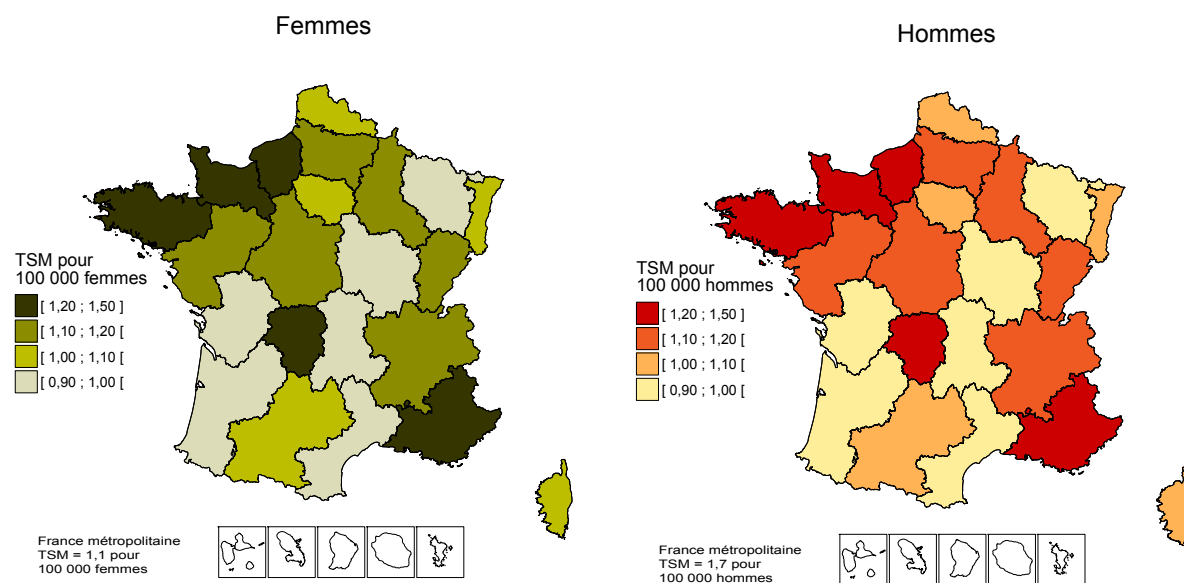 Femmes
TSM pour
100 000 femmes
[ 1,20 ; 1,50 ]
[ 1,10 ; 1,20 [
[ 1,00 ; 1,10 [
[ 0,90 ; 1,00 [
France métropolitaine
TSM = 1,1 pour
100 000 femmes
Hommes
TSM pour
100 000 hommes
[ 1,20 ; 1,50 ]
[ 1,10 ; 1,20 [
[ 1,00 ; 1,10 [
[ 0,90 ; 1,00 [
France métropolitaine
TSM = 1,7 pour
100 000 hommes